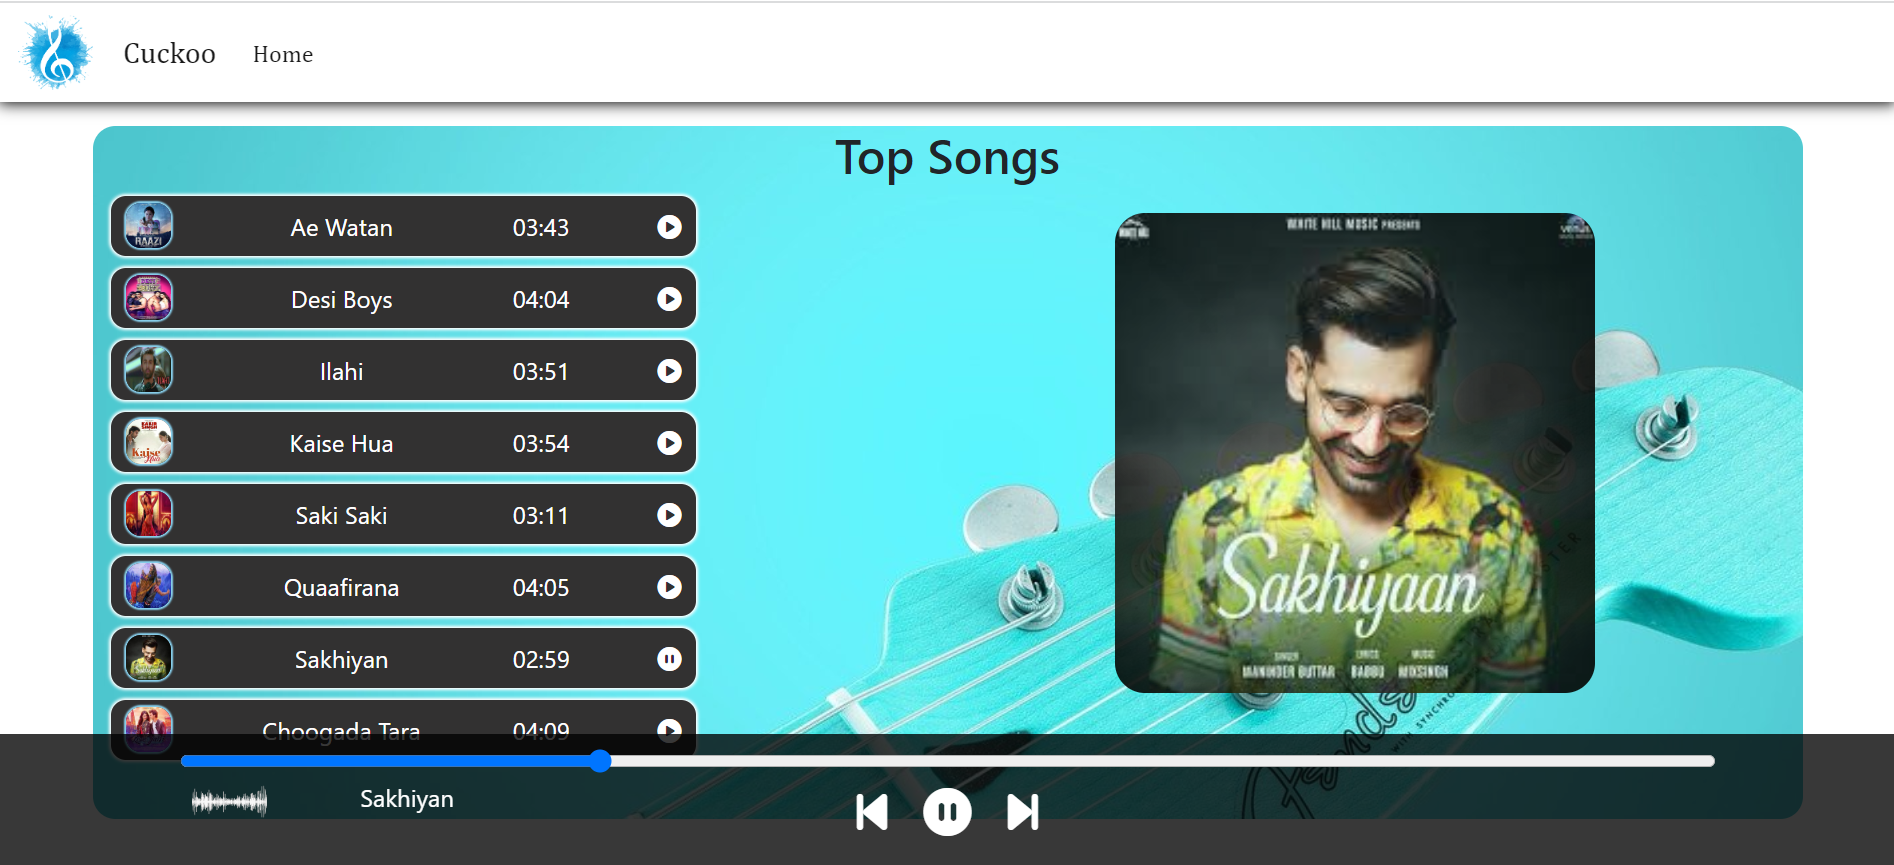 Cuckoo Home
Top Songs
RAAZI
Ae Watan 03:43
Desi Boys 04:04
Ilahi 03:51
Kaise
Kaise Hua 03:54
Saki Saki 03:11
Quaafirana 04:05
Sakhiyan 02:59
Choogada Tara 04:09
WHITE HILL MUSIC PRESENTS
WHITE HILL
Sakhiyaan
SINGER LYRICS MUSIC
MANINDER BUTTAR BABBU MIXSINGH
Sakhiyan